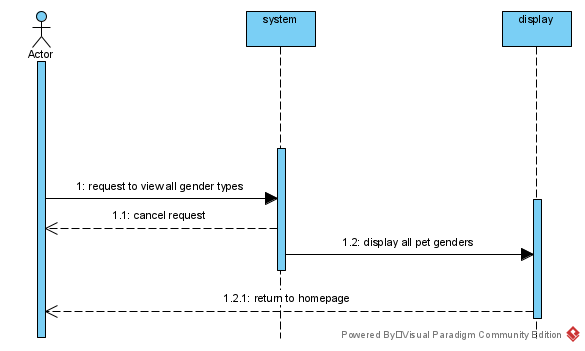 system
display
Actor
1: request to view all gender types
1.1: cancel request
1.2: display all pet genders
1.2.1: return to homepage
Powered By Visual Paradigm Community Edition